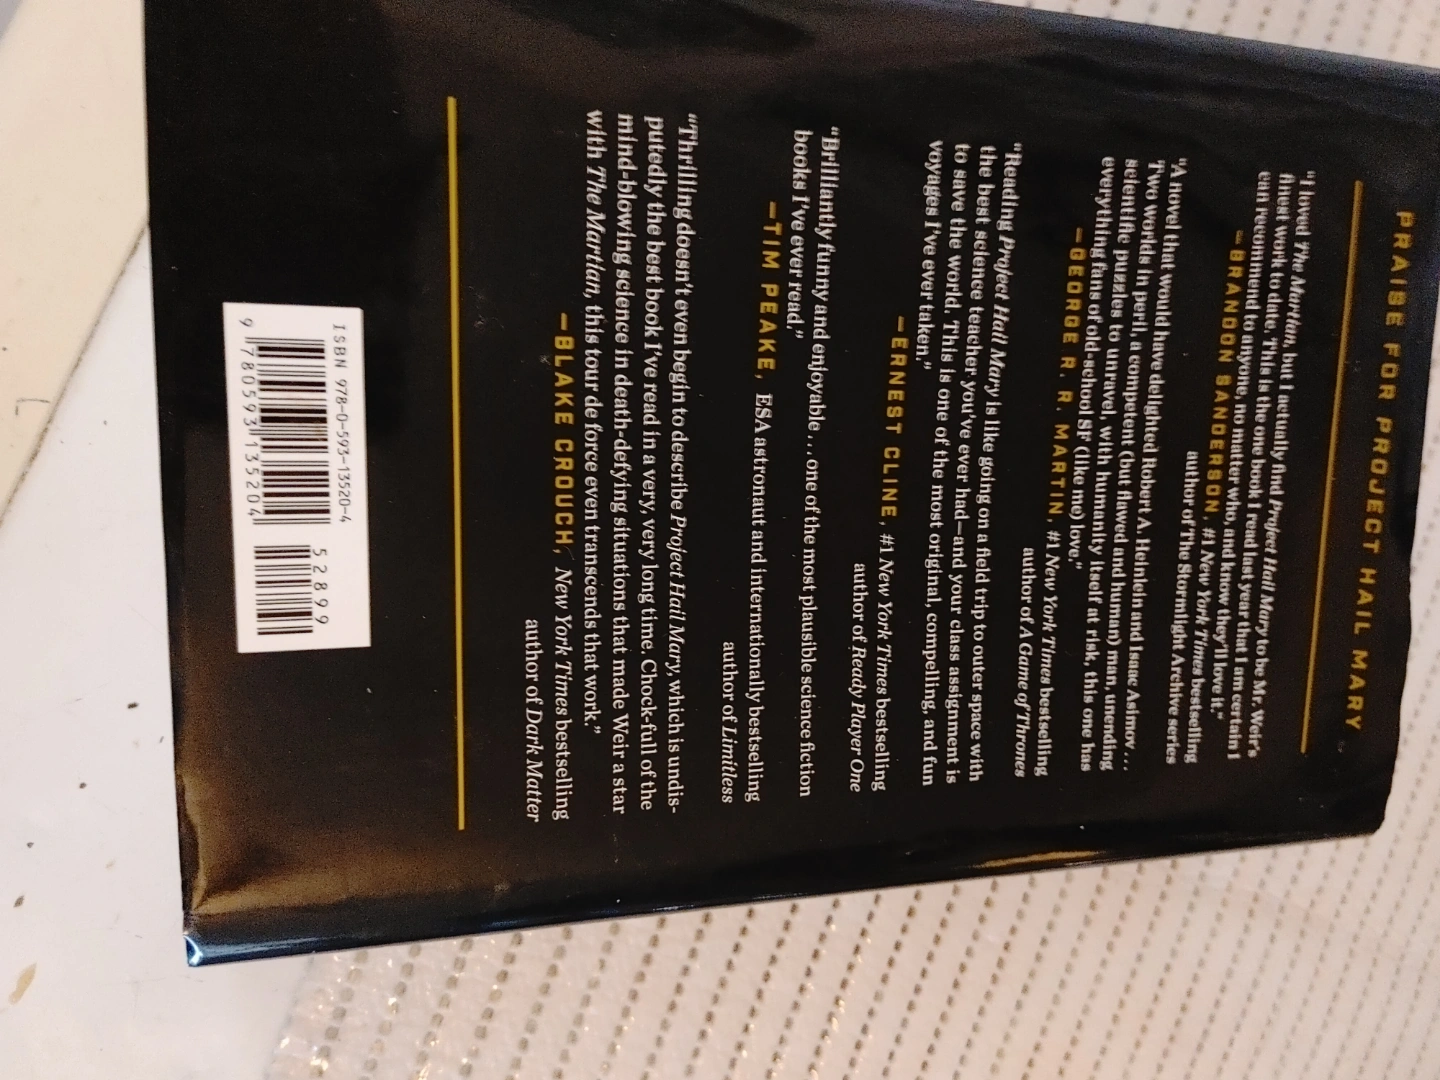 PRAISE FOR PROJECT HAIL MARY
“I loved The Martian, but I actually find Project Hail Mary to be Mr. Weir’s
finest work to date. This is the one book I read last year that I am certain I
can recommend to anyone, no matter who, and know they’ll love it.”
—BRANDON SANDERSON, #1 New York Times bestselling
author of The Stormlight Archive series
“A novel that would have delighted Robert A. Heinlein and Isaac Asimov. . . .
Two worlds in peril, a competent (but flawed and human) man, unending
scientific puzzles to unravel, with humanity itself at risk, this one has
everything fans of old-school SF (like me) love.”
—GEORGE R. R. MARTIN, #1 New York Times bestselling
author of A Game of Thrones
“Reading Project Hail Mary is like going on a field trip to outer space with
the best science teacher you’ve ever had—and your class assignment is
to save the world. This is one of the most original, compelling, and fun
voyages I’ve ever taken.”
—ERNEST CLINE, #1 New York Times bestselling
author of Ready Player One
“Brilliantly funny and enjoyable . . . one of the most plausible science fiction
books I’ve ever read.”
—TIM PEAKE, ESA astronaut and internationally bestselling
author of Limitless
“Thrilling doesn’t even begin to describe Project Hail Mary, which is undis-
putedly the best book I’ve read in a very, very long time. Chock-full of the
mind-blowing science in death-defying situations that made Weir a star
with The Martian, this tour de force even transcends that work.”
—BLAKE CROUCH, New York Times bestselling
author of Dark Matter
ISBN 978-0-593-13520-4
52899
9 780593 135204